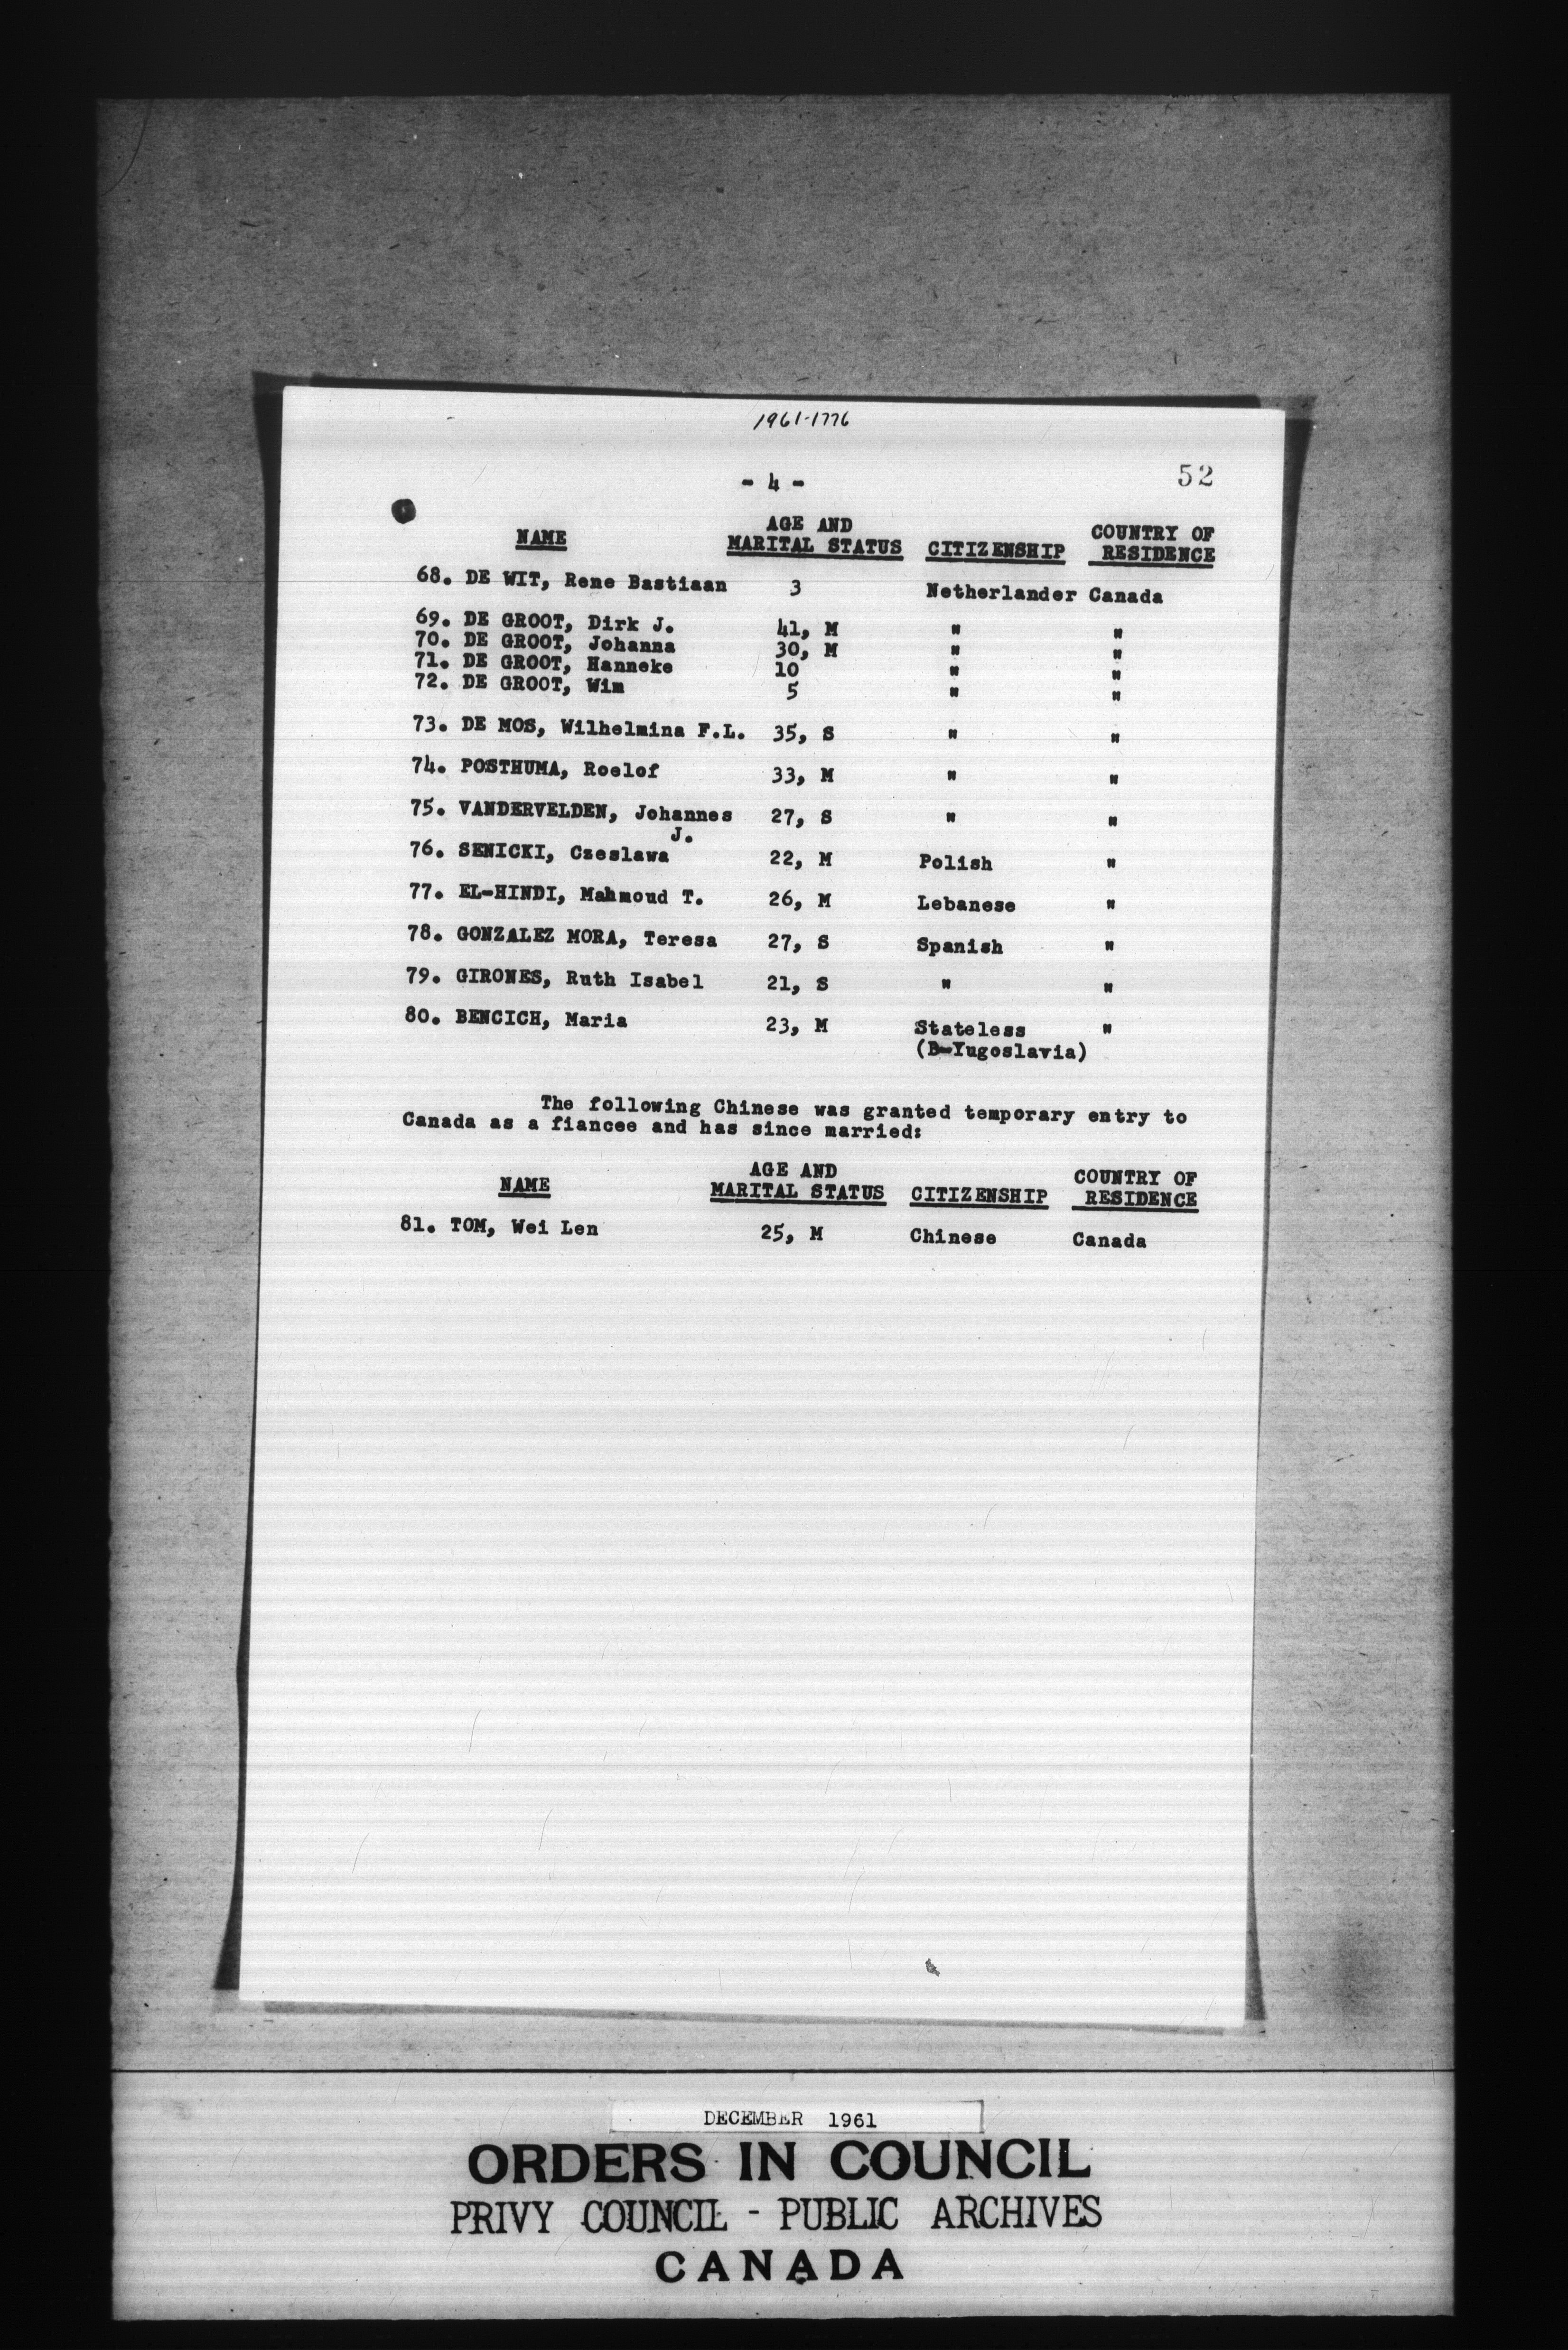 1961-1776
- 4 -
52
NAME
AGE AND
MARITAL STATUS
CITIZENSHIP
COUNTRY OF
RESIDENCE
68. DE WIT, Rene Bastiaan 3 Netherlander Canada
69. DE GROOT, Dirk J. 41, M " "
70. DE GROOT, Johanna 30, M " "
71. DE GROOT, Hanneke 10 " "
72. DE GROOT, Wim 5 " "
73. DE MOS, Wilhelmina F.L. 35, S " "
74. POSTHUMA, Roelof 33, M " "
75. VANDERVELDEN, Johannes 27, S " "
J.
76. SENICKI, Czeslawa 22, M Polish "
77. EL-HINDI, Mahmoud T. 26, M Lebanese "
78. GONZALEZ MORA, Teresa 27, S Spanish "
79. GIRONES, Ruth Isabel 21, S " "
80. BENCICH, Maria 23, M Stateless "
(B-Yugoslavia)
The following Chinese was granted temporary entry to
Canada as a fiancee and has since married:
NAME
AGE AND
MARITAL STATUS
CITIZENSHIP
COUNTRY OF
RESIDENCE
81. TOM, Wei Len 25, M Chinese Canada
DECEMBER 1961
ORDERS IN COUNCIL
PRIVY COUNCIL - PUBLIC ARCHIVES
CANADA